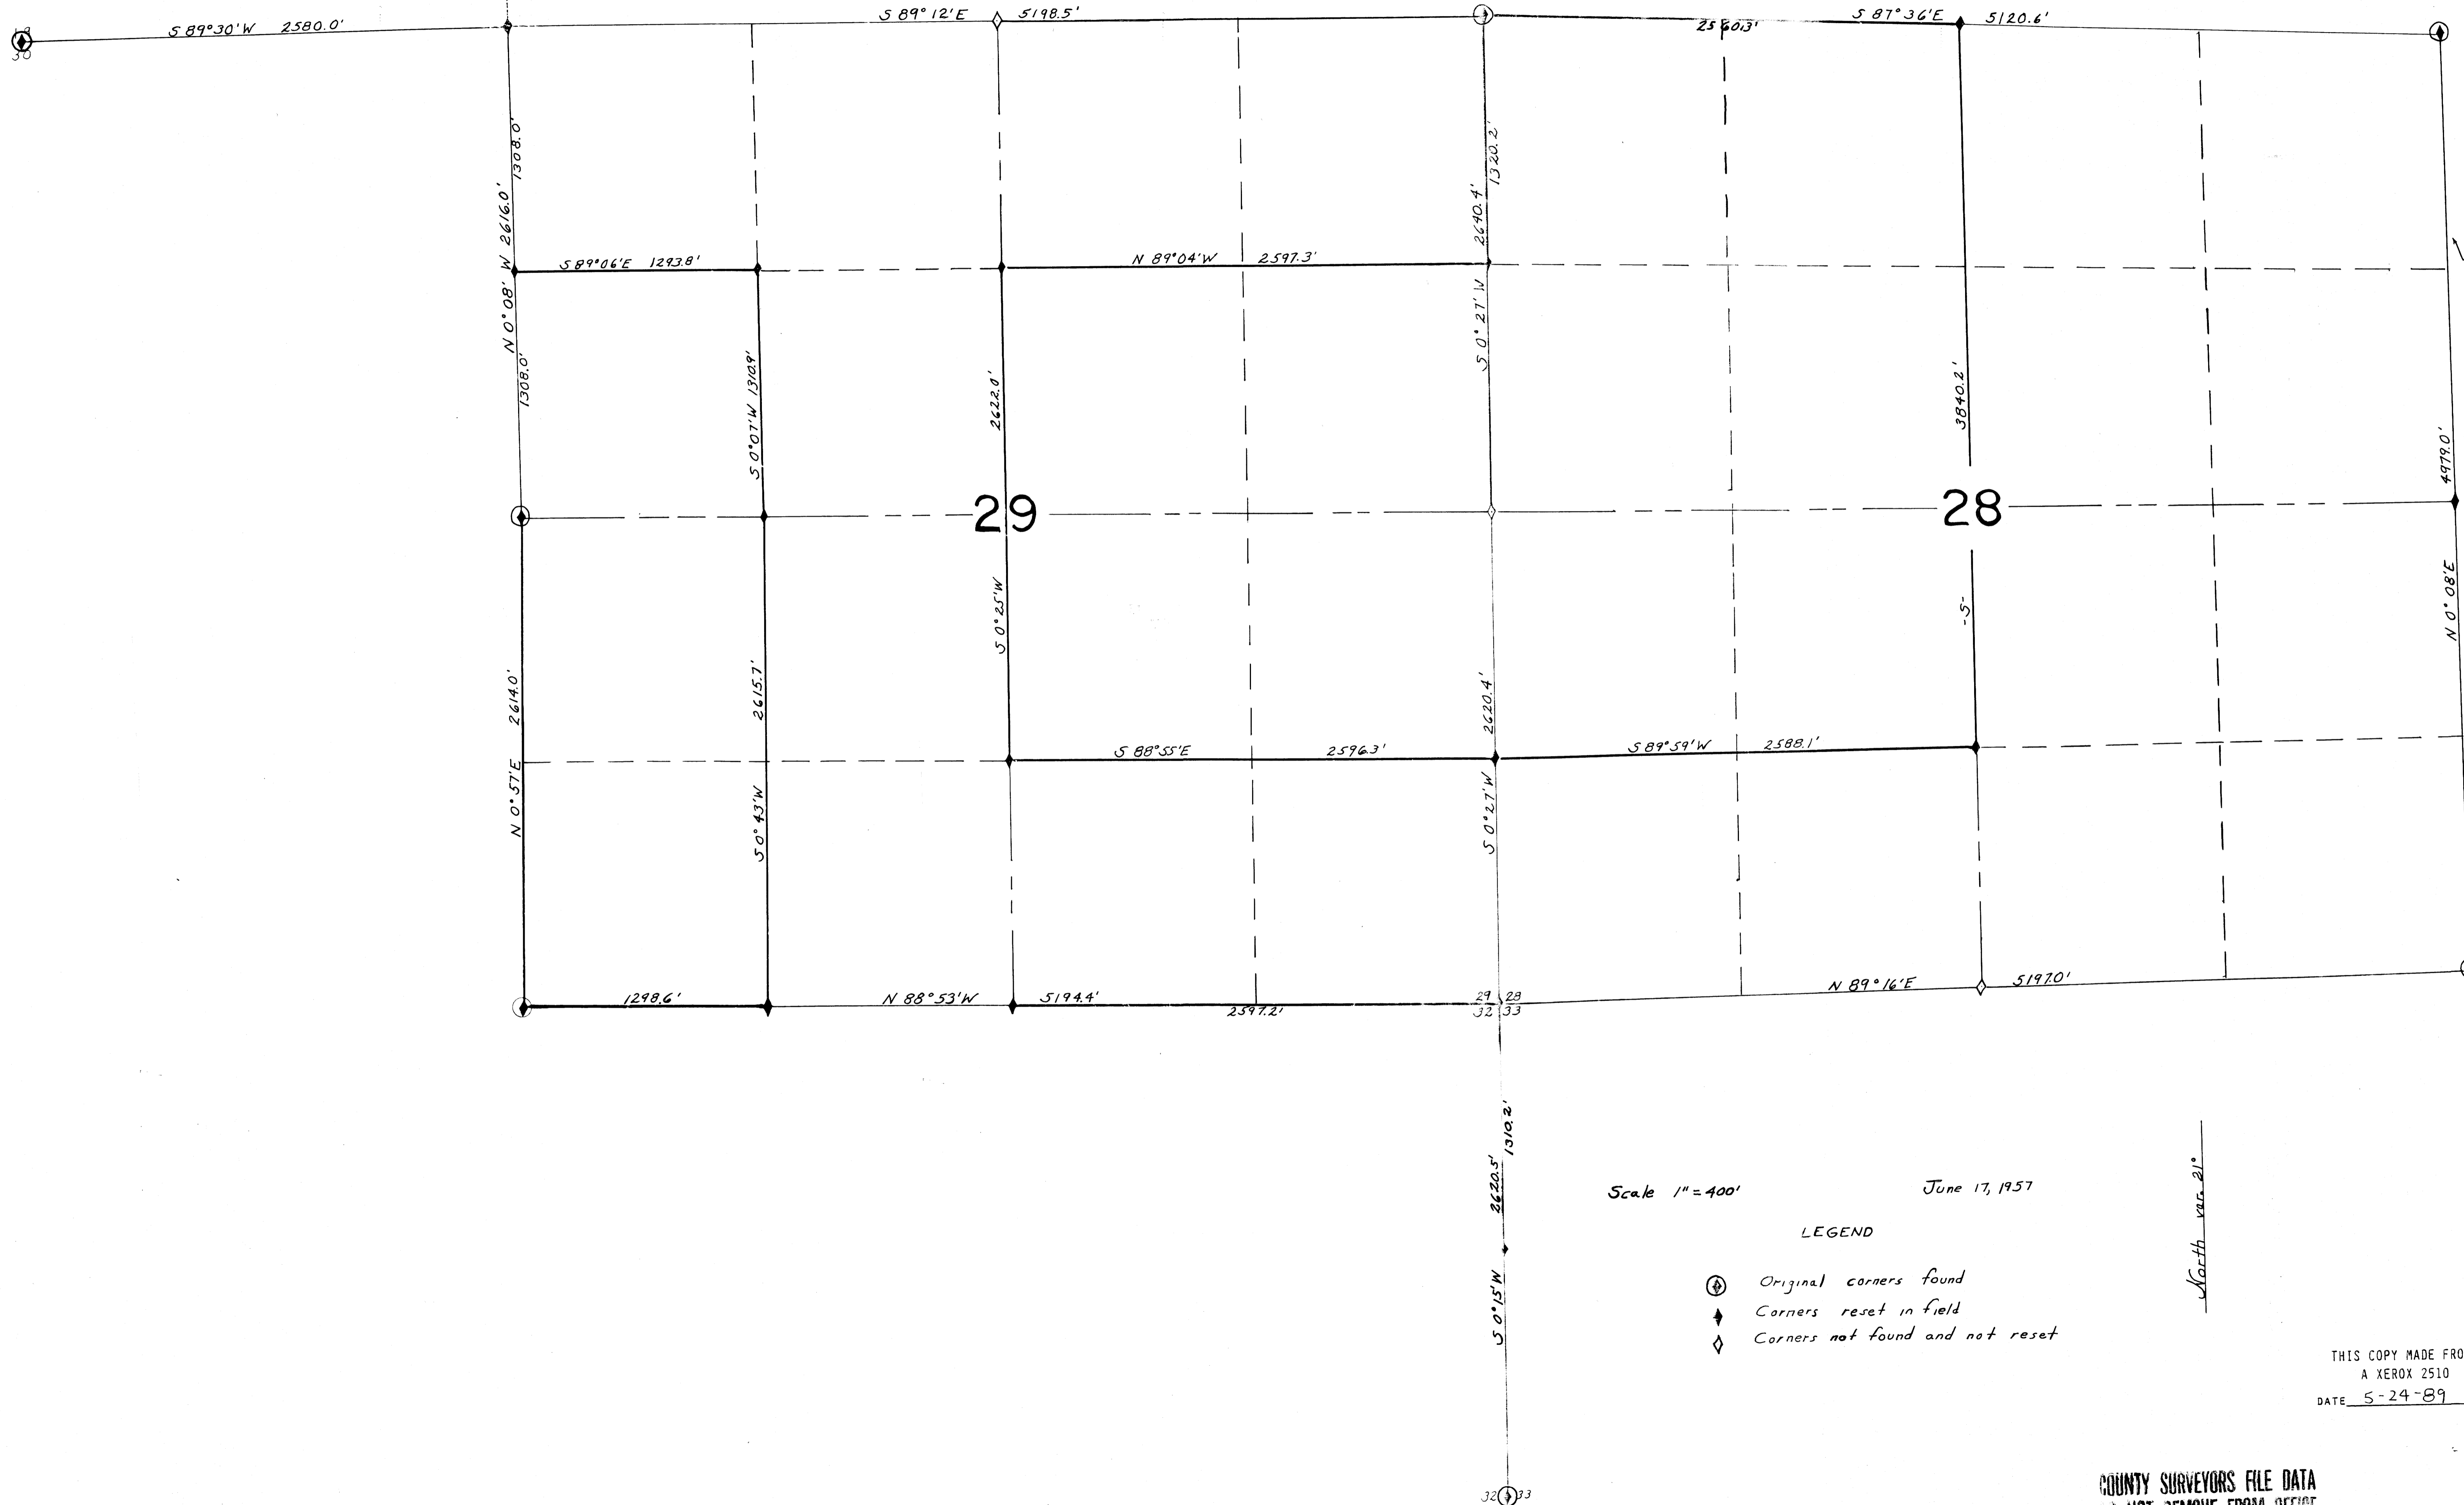 S 89°12'E 5198.5'
S 87°36'E 5120.6'
S 89°30'W 2580.0'
2560.3'
30
1308.0'
1320.2'
N 0°08' W 2616.0'
S 0°27' W 2640.4'
S 89°06'E 1293.8'
N 89°04'W 2597.3'
1308.0'
S 0°07'W 1310.9'
2622.0'
3840.2'
4979.0'
29
28
S 0°25'W
-S-
N 0°08'E
N 0°57'E 2614.0'
S 0°43'W 2615.7'
S 0°27'W 2620.4'
S 88°55'E 2596.3'
S 89°59'W 2588.1'
N 89°16'E 5197.0'
1298.6'
N 88°53'W 5194.4'
29 28
2597.2'
32 33
1310.2'
S 0°15'W 2620.5'
Scale 1" = 400'
June 17, 1957
North var. 21°
LEGEND
Original corners found
Corners reset in field
Corners not found and not reset
THIS COPY MADE FRO
A XEROX 2510
DATE 5-24-89
COUNTY SURVEYORS FILE DATA
NOT REMOVE FROM OFFICE
32 33